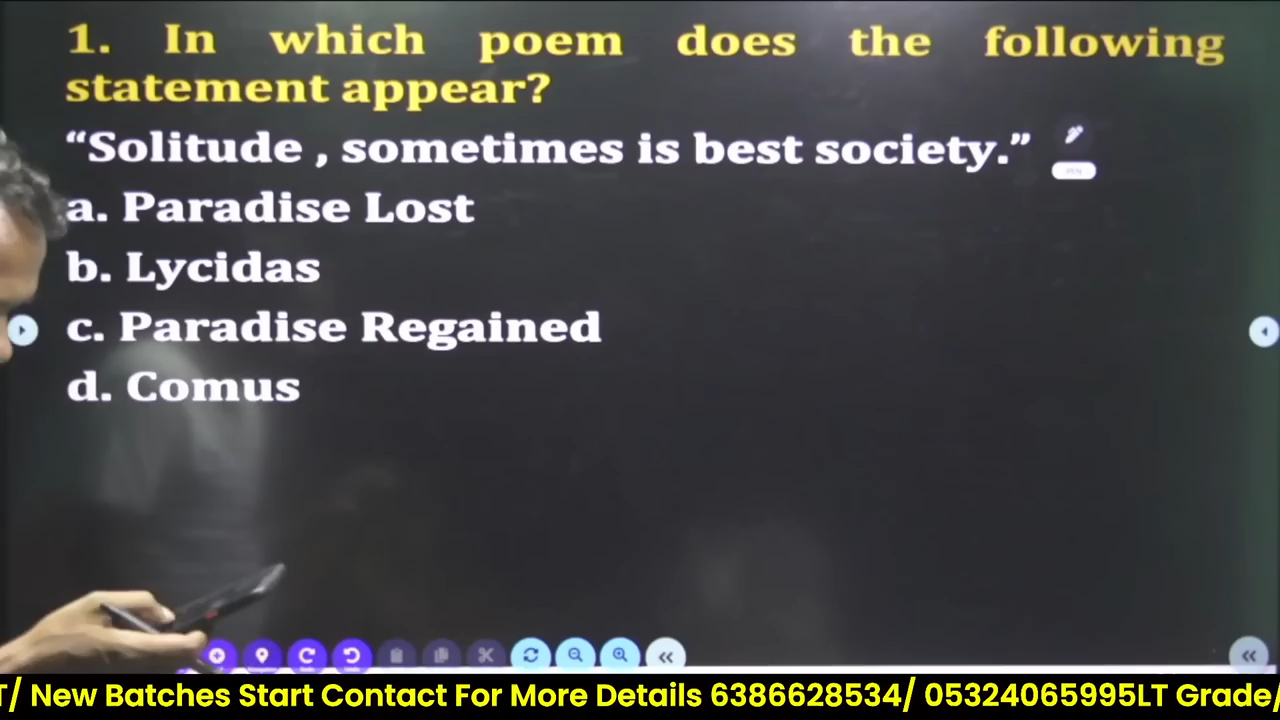 1. In which poem does the following
statement appear?
“Solitude , sometimes is best society.”
PEN
a. Paradise Lost
b. Lycidas
c. Paradise Regained
d. Comus
T/ New Batches Start Contact For More Details 6386628534/ 05324065995LT Grade/